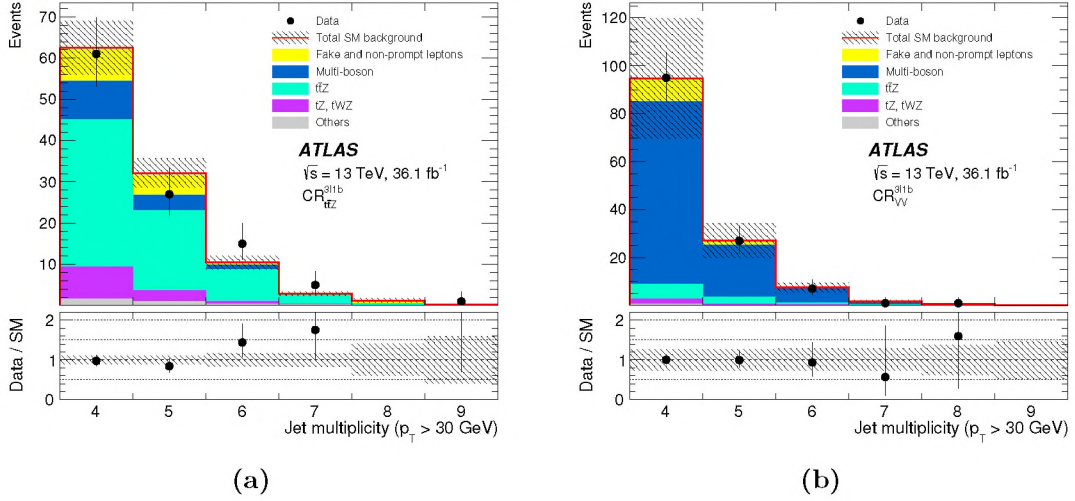 Events
70
60
50
40
30
20
10
Data
Total SM background
Fake and non-prompt leptons
Multi-boson
tt̄Z
tZ, tWZ
Others
ATLAS
√s = 13 TeV, 36.1 fb⁻¹
CR³ˡ¹ᵇ tt̄Z
Data / SM
2
1
0
4 5 6 7 8 9
Jet multiplicity (p_T > 30 GeV)
(a)
Events
120
100
80
60
40
20
0
Data
Total SM background
Fake and non-prompt leptons
Multi-boson
tt̄Z
tZ, tWZ
Others
ATLAS
√s = 13 TeV, 36.1 fb⁻¹
CR³ˡ¹ᵇ VV
Data / SM
2
1
0
4 5 6 7 8 9
Jet multiplicity (p_T > 30 GeV)
(b)